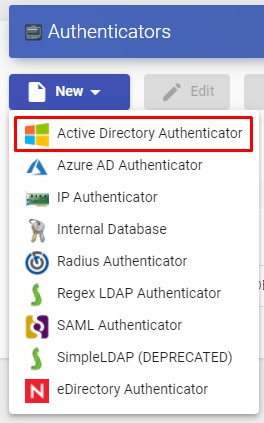 Authenticators
New
Edit
Active Directory Authenticator
Azure AD Authenticator
IP Authenticator
Internal Database
Radius Authenticator
Regex LDAP Authenticator
SAML Authenticator
SimpleLDAP (DEPRECATED)
eDirectory Authenticator